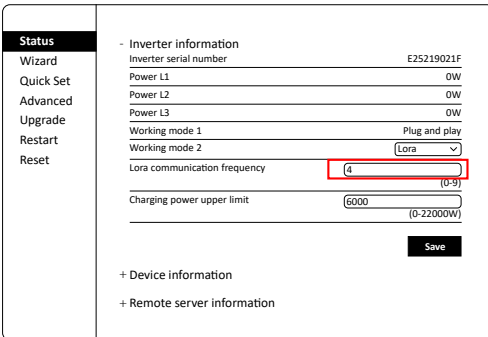 Status
Wizard
Quick Set
Advanced
Upgrade
Restart
Reset
- Inverter information
Inverter serial number E25219021F
Power L1 0W
Power L2 0W
Power L3 0W
Working mode 1 Plug and play
Working mode 2 Lora
Lora communication frequency 4
(0-9)
Charging power upper limit 6000
(0-22000W)
Save
+ Device information
+ Remote server information